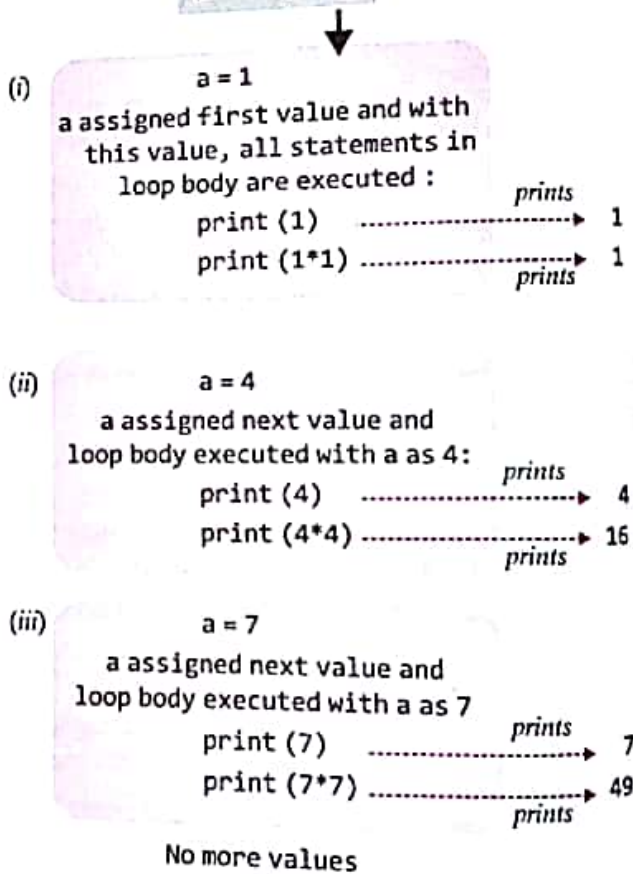 (i)
a = 1
a assigned first value and with
this value, all statements in
loop body are executed :
prints
print (1) 1
print (1*1) 1
prints
(ii)
a = 4
a assigned next value and
loop body executed with a as 4:
prints
print (4) 4
print (4*4) 16
prints
(iii)
a = 7
a assigned next value and
loop body executed with a as 7
prints
print (7) 7
print (7*7) 49
prints
No more values